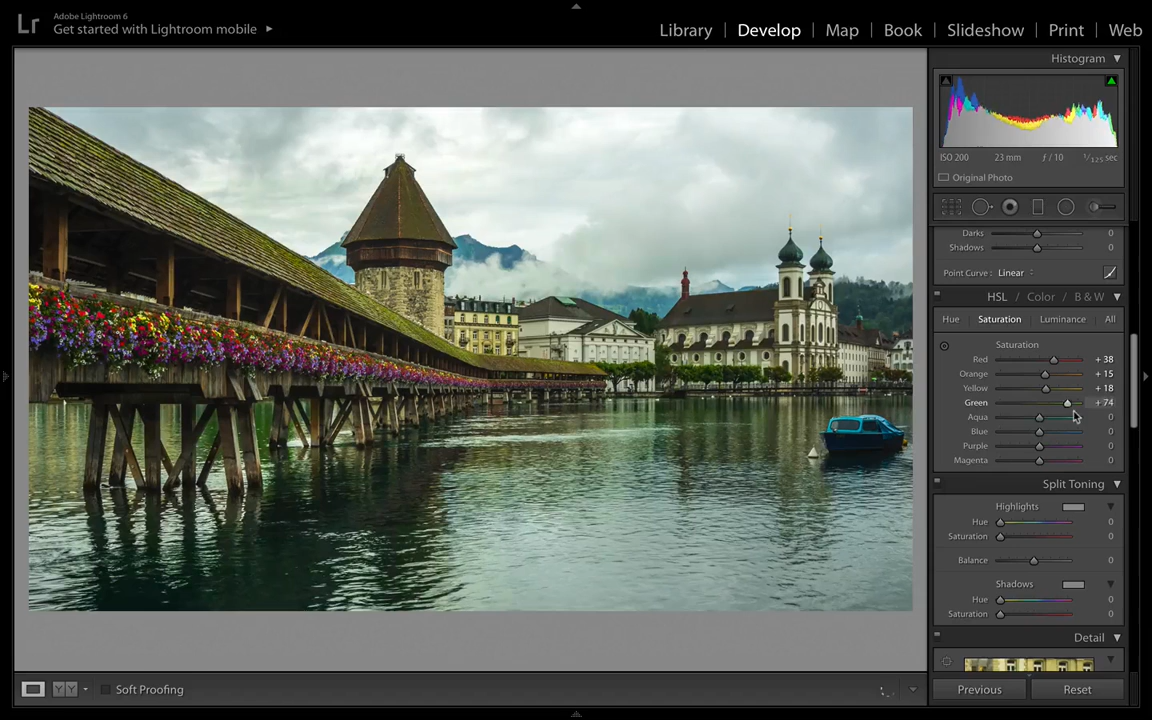 Lr
Adobe Lightroom 6
Get started with Lightroom mobile
Library | Develop | Map | Book | Slideshow | Print | Web
Histogram
ISO 200 23 mm f / 10 1/125 sec
Original Photo
Darks 0
Shadows 0
Point Curve : Linear
HSL / Color / B & W
Hue Saturation Luminance All
Saturation
Red + 38
Orange + 15
Yellow + 18
Green + 74
Aqua 0
Blue 0
Purple 0
Magenta 0
Split Toning
Highlights
Hue 0
Saturation 0
Balance 0
Shadows
Hue 0
Saturation 0
Detail
Y Y Soft Proofing
Previous Reset